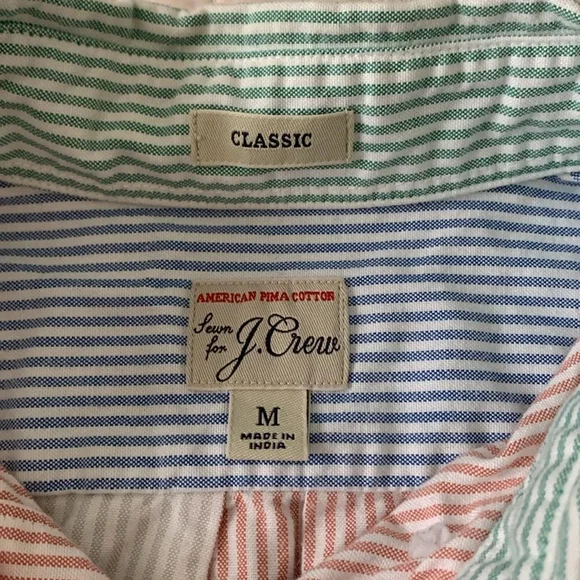 CLASSIC
AMERICAN PIMA COTTON
Sewn
for J.Crew
M
MADE IN
INDIA